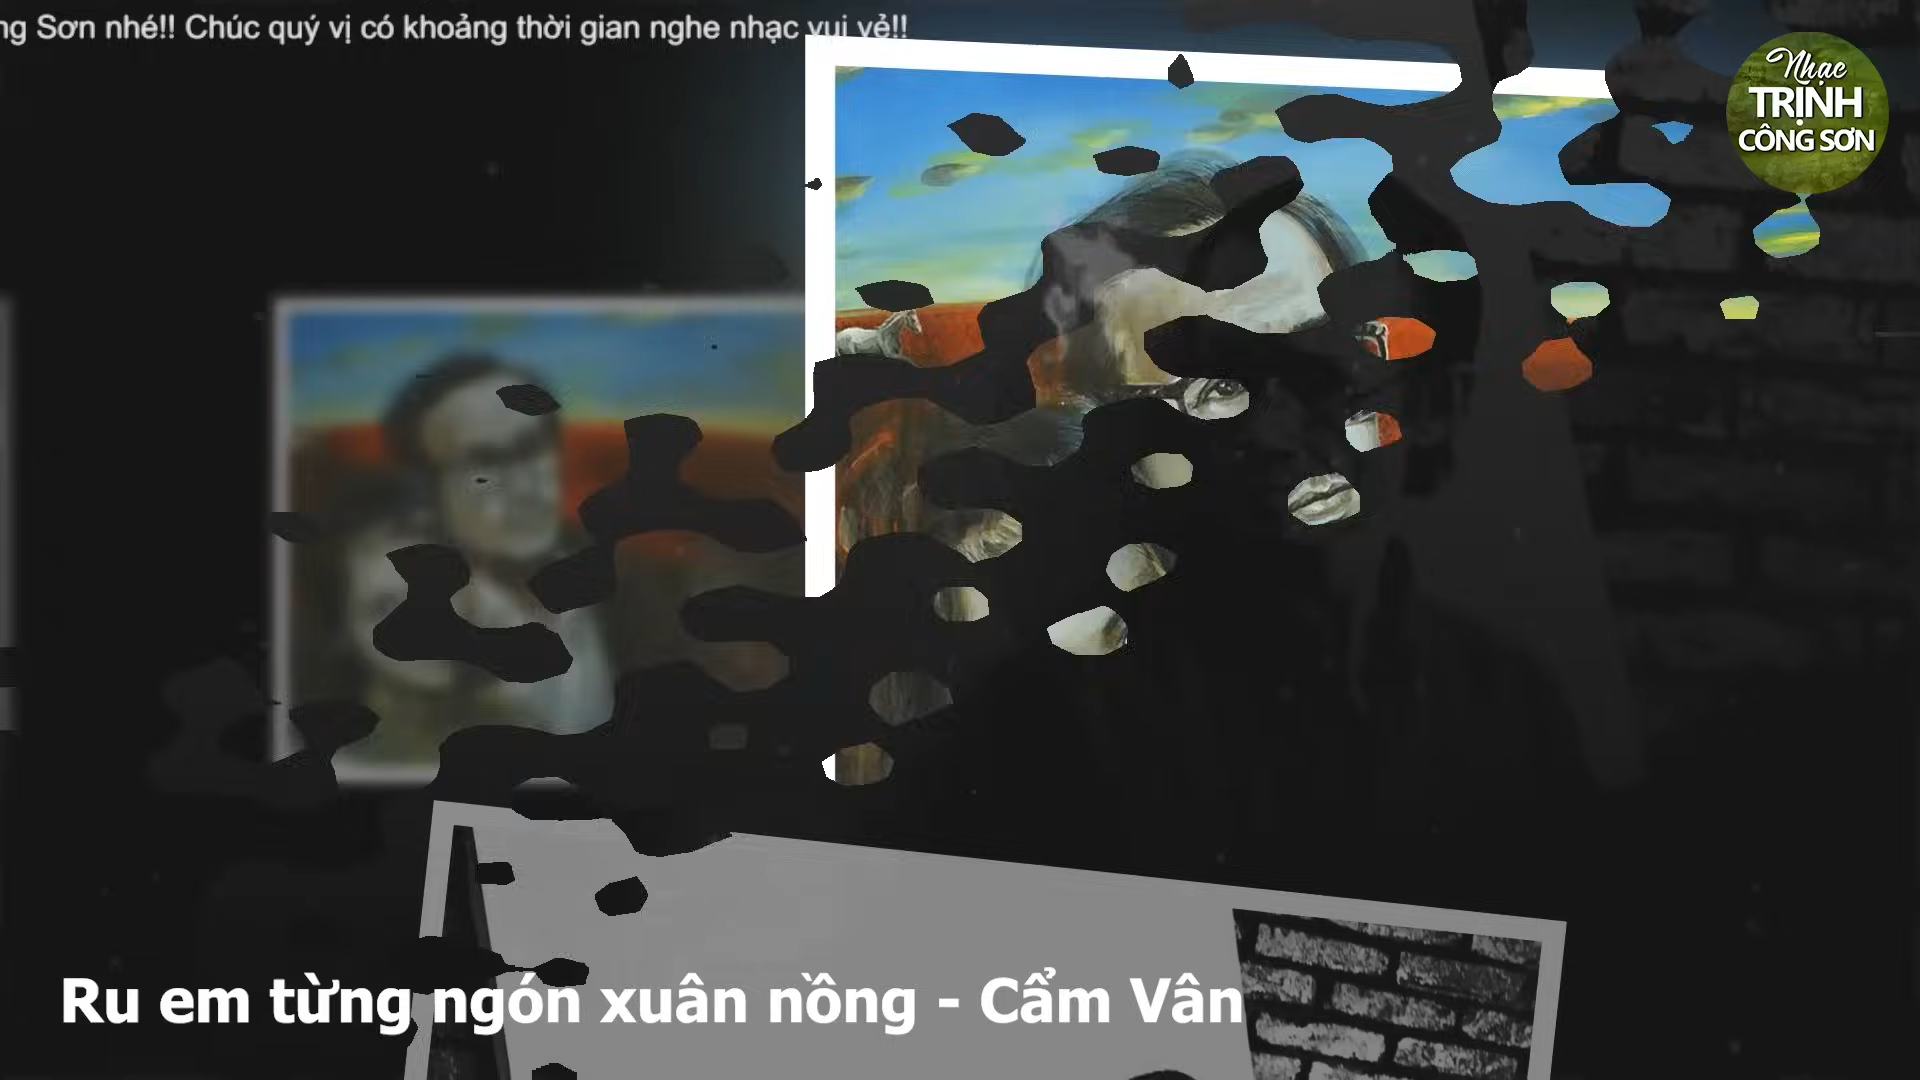 ng Sơn nhé!! Chúc quý vị có khoảng thời gian nghe nhạc vui vẻ!!
Nhạc
TRỊNH
CÔNG SƠN
Ru em từng ngón xuân nồng - Cẩm Vân